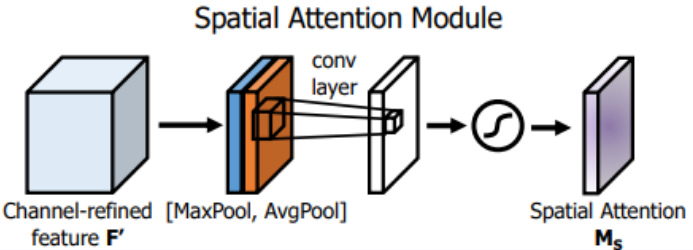 Spatial Attention Module
conv
layer
Channel-refined
feature F'
[MaxPool, AvgPool]
Spatial Attention
Ms